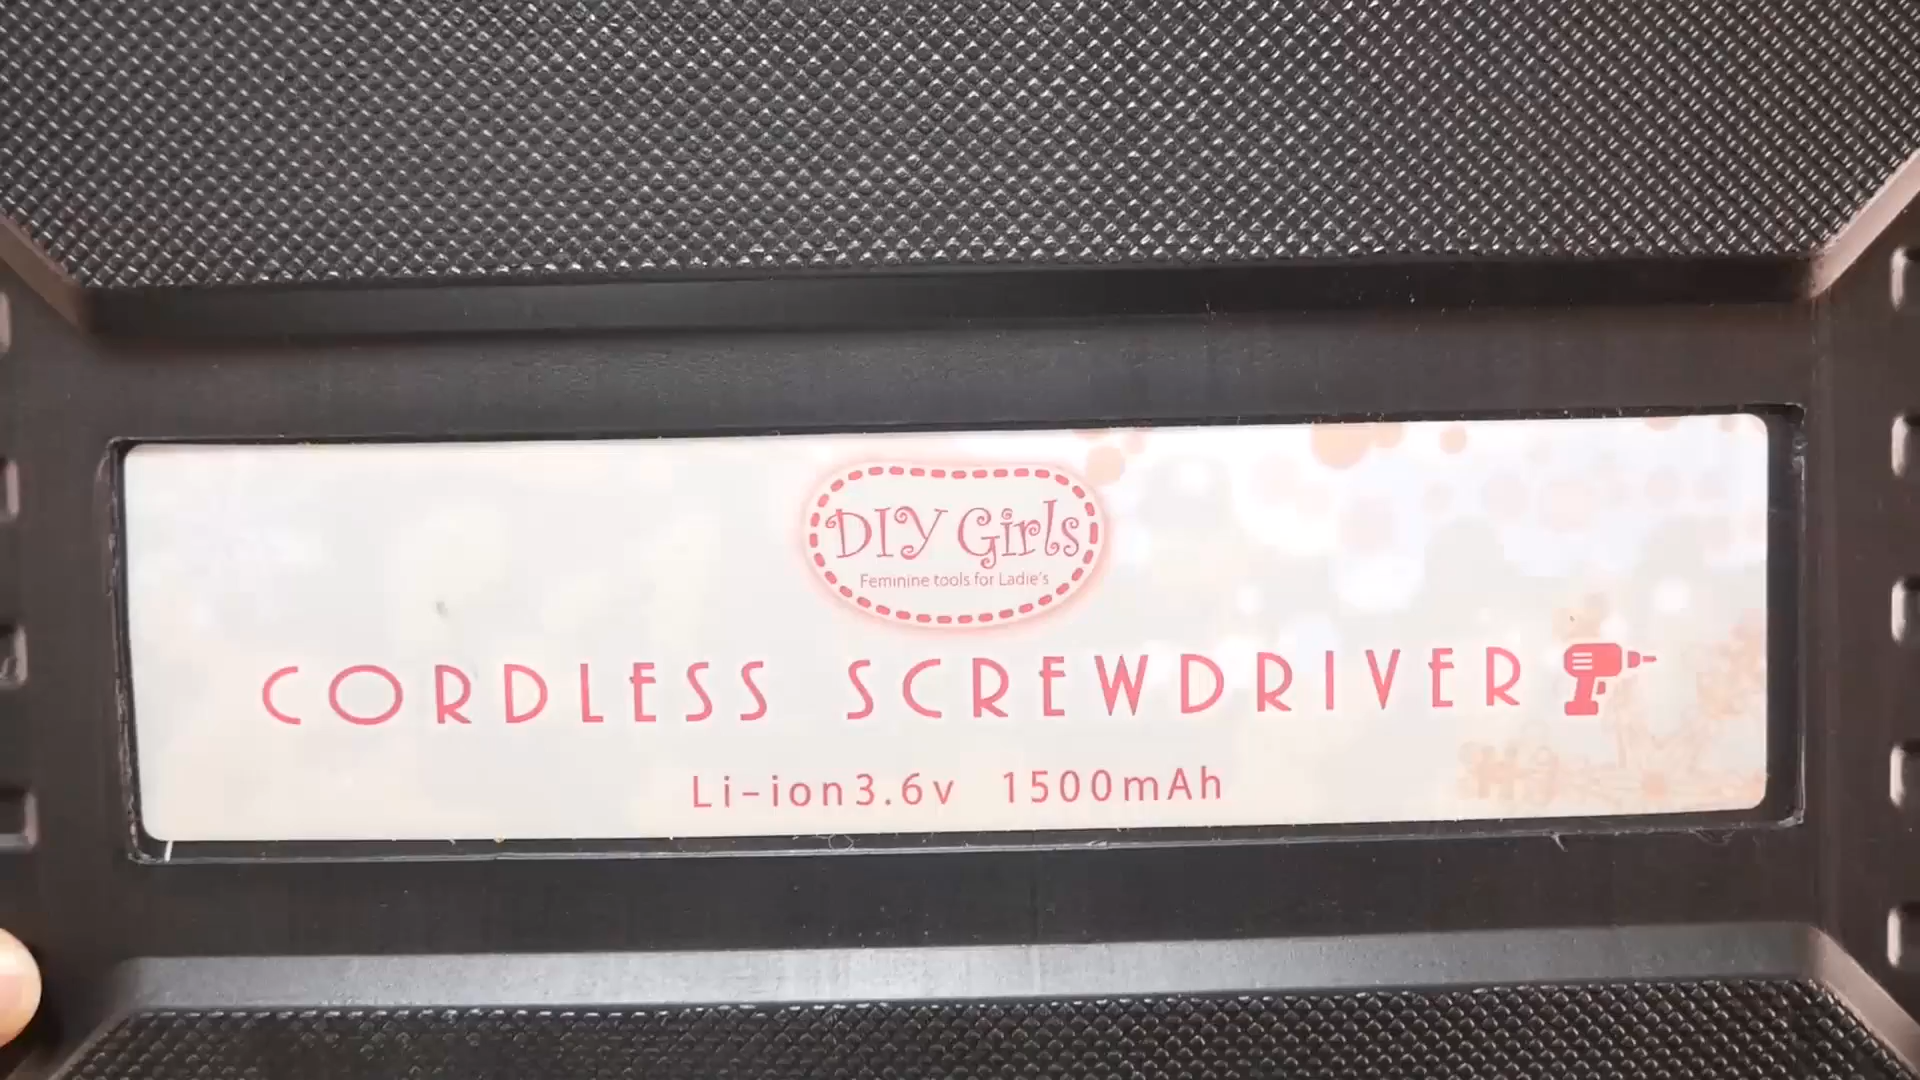 DIY Girls
Feminine tools for Ladie's
CORDLESS SCREWDRIVER
Li-ion3.6v 1500mAh